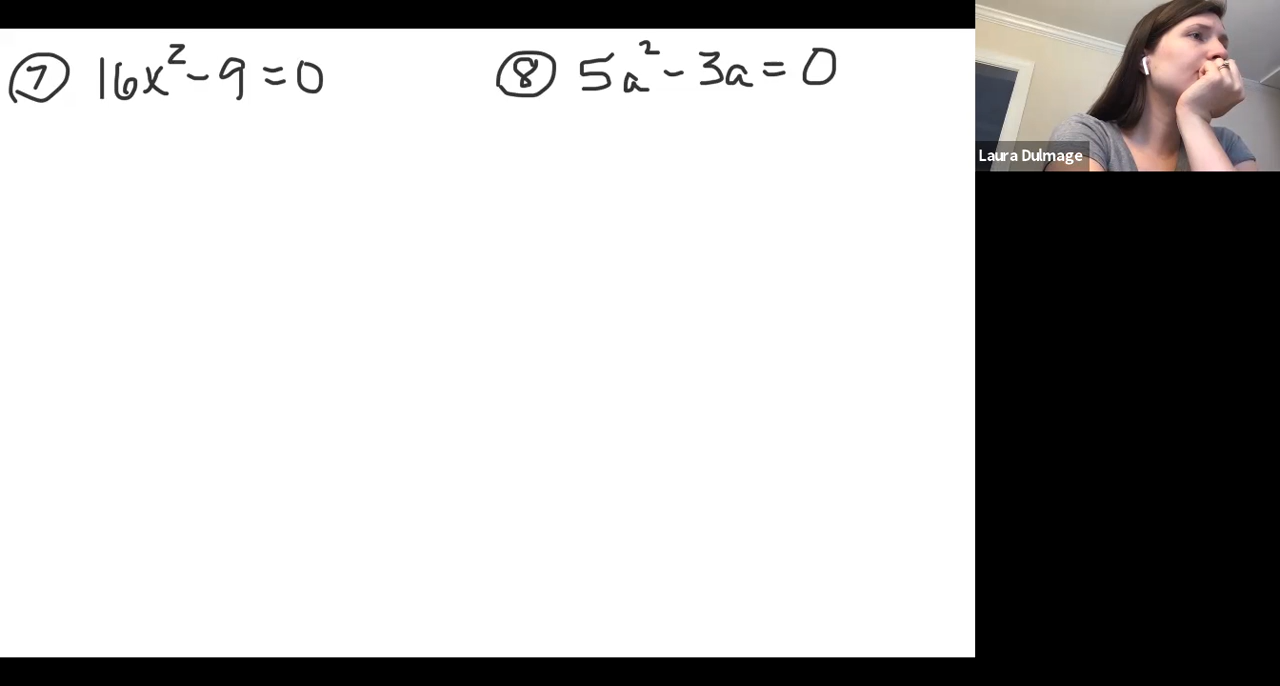 ⑦ 16x² - 9 = 0
⑧ 5a² - 3a = 0
Laura Dulmage